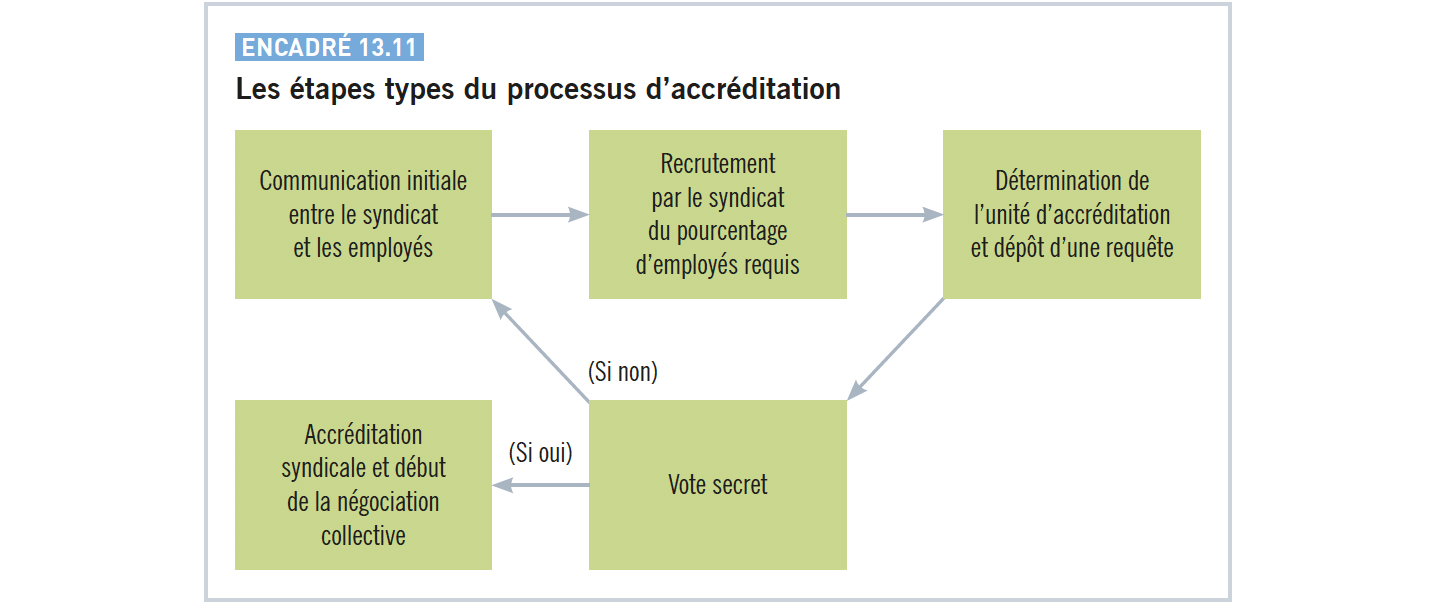 ENCADRÉ 13.11
Les étapes types du processus d’accréditation
Communication initiale
entre le syndicat
et les employés
Recrutement
par le syndicat
du pourcentage
d’employés requis
Détermination de
l’unité d’accréditation
et dépôt d’une requête
(Si non)
Accréditation
syndicale et début
de la négociation
collective
(Si oui)
Vote secret